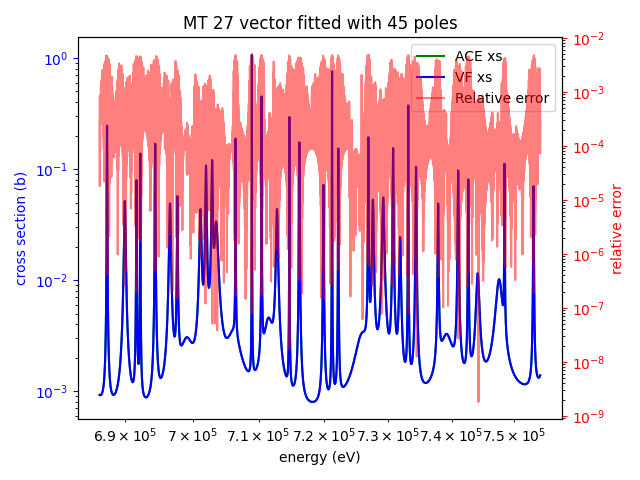 MT 27 vector fitted with 45 poles
ACE xs
VF xs
Relative error
10⁰
10⁻¹
10⁻²
10⁻³
cross section (b)
10⁻²
10⁻³
10⁻⁴
10⁻⁵
10⁻⁶
10⁻⁷
10⁻⁸
10⁻⁹
relative error
6.9 × 10⁵ 7 × 10⁵ 7.1 × 10⁵ 7.2 × 10⁵ 7.3 × 10⁵ 7.4 × 10⁵ 7.5 × 10⁵
energy (eV)